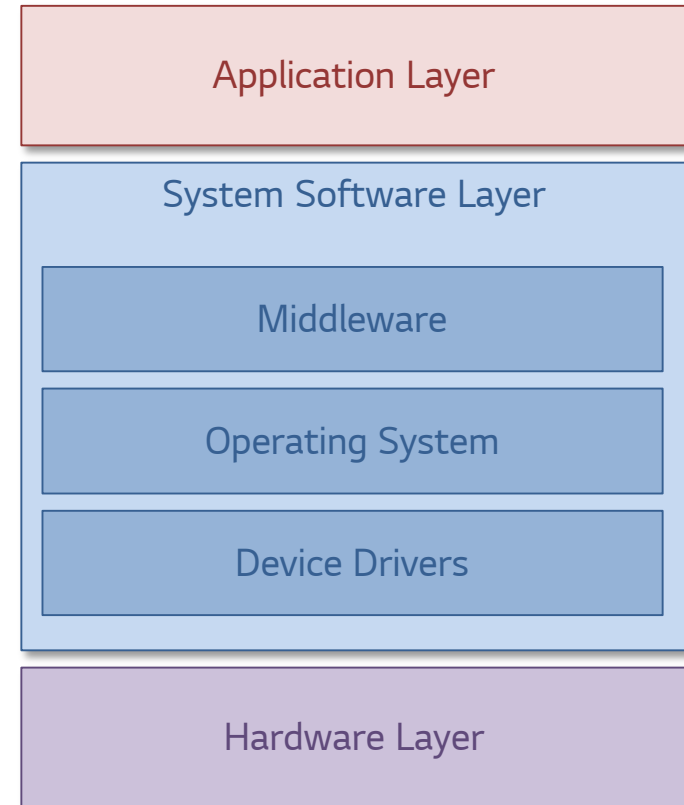 Application Layer
System Software Layer
Middleware
Operating System
Device Drivers
Hardware Layer